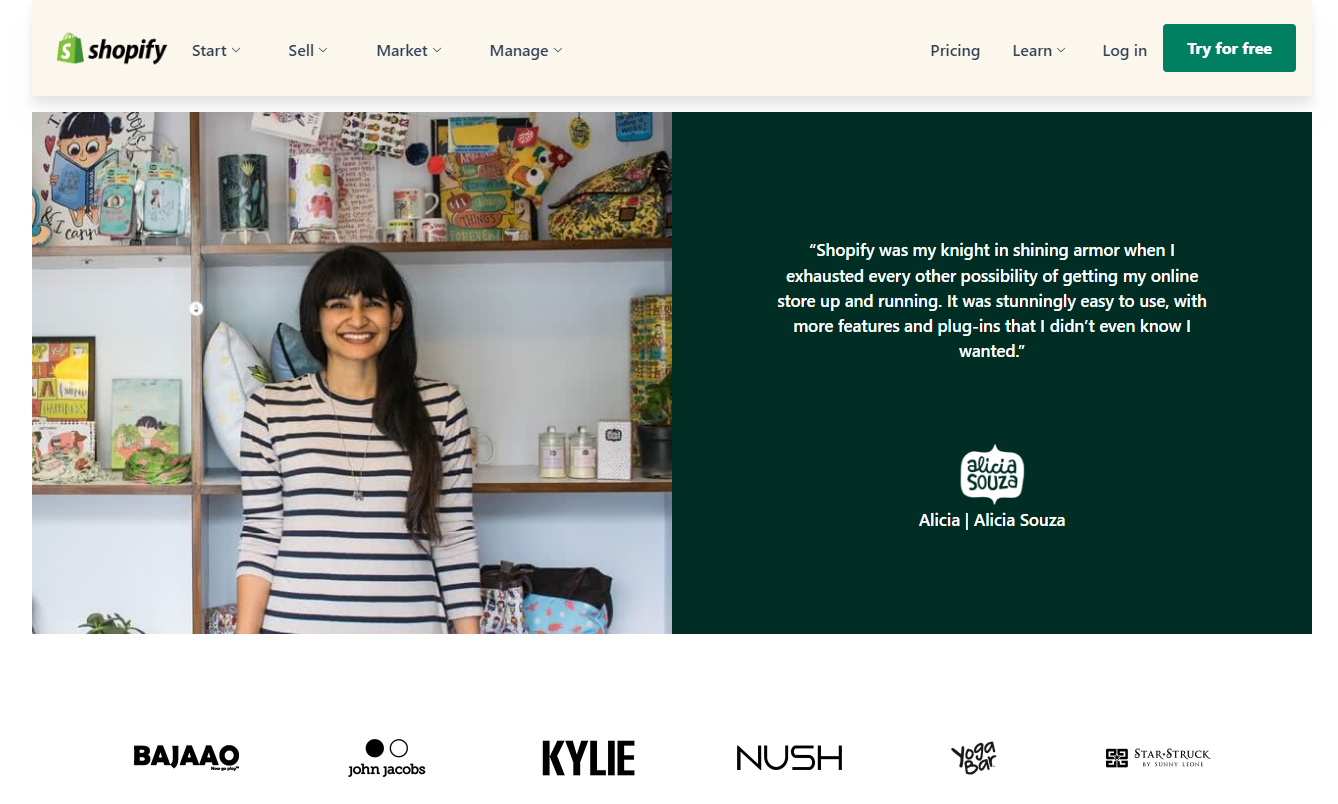 shopify
Start
Sell
Market
Manage
Pricing
Learn
Log in
Try for free
“Shopify was my knight in shining armor when I
exhausted every other possibility of getting my online
store up and running. It was stunningly easy to use, with
more features and plug-ins that I didn’t even know I
wanted.”
alicia
souza
Alicia | Alicia Souza
BAJAAO
Now go play™
john jacobs
KYLIE
NUSH
Yoga
Bar
STAR★STRUCK
BY SUNNY LEONE